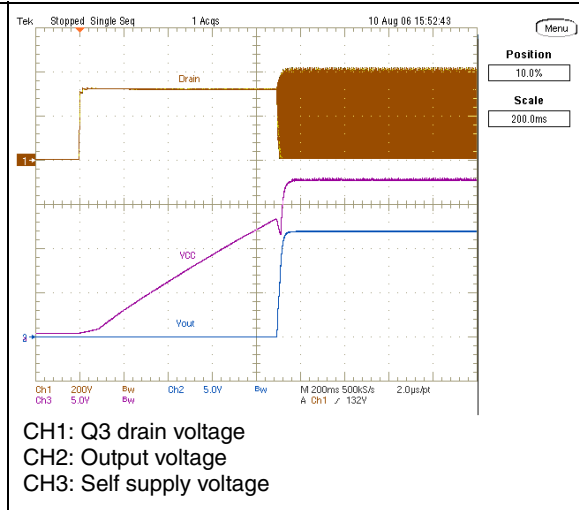 Tek Stopped Single Seq 1 Acqs 10 Aug 06 15:52:43
Menu
Position
10.0%
Scale
200.0ms
Drain
1
VCC
Vout
Ch1 200V Bw Ch2 5.0V Bw M 200ms 500kS/s 2.0µs/pt
Ch3 5.0V Bw A Ch1 / 132V
CH1: Q3 drain voltage
CH2: Output voltage
CH3: Self supply voltage